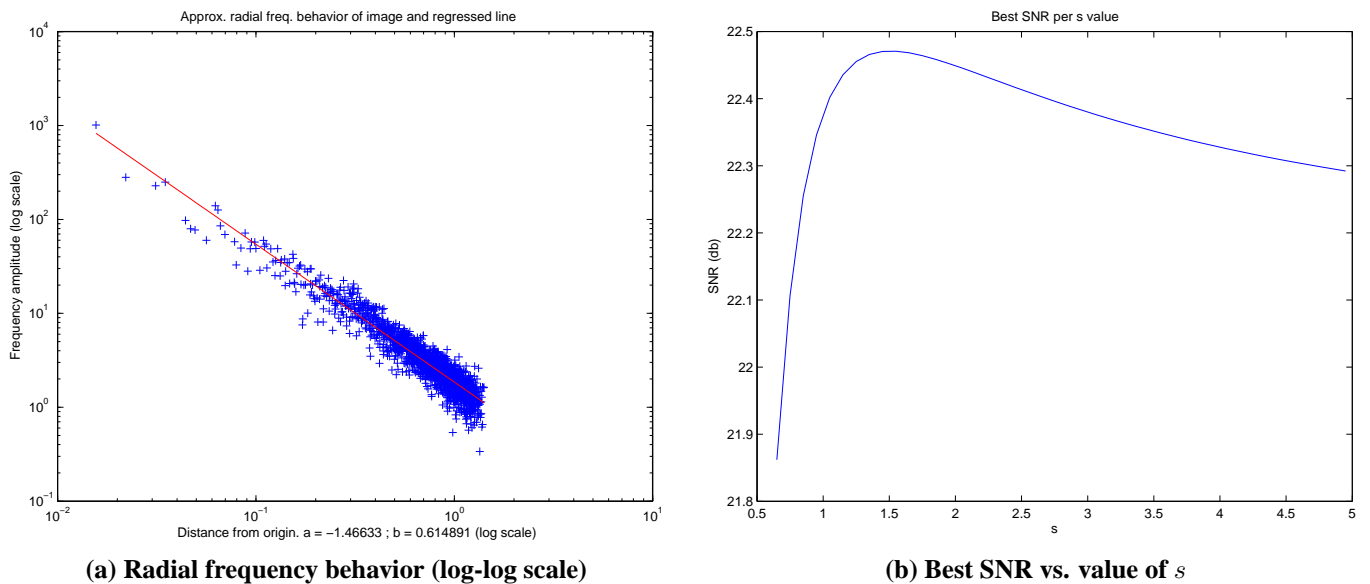 Approx. radial freq. behavior of image and regressed line
Frequency amplitude (log scale)
10^4
10^3
10^2
10^1
10^0
10^−1
10^−2
10^−1
10^0
10^1
Distance from origin. a = −1.46633 ; b = 0.614891 (log scale)
(a) Radial frequency behavior (log-log scale)
Best SNR per s value
SNR (db)
22.5
22.4
22.3
22.2
22.1
22
21.9
21.8
0.5 1 1.5 2 2.5 3 3.5 4 4.5 5
s
(b) Best SNR vs. value of s